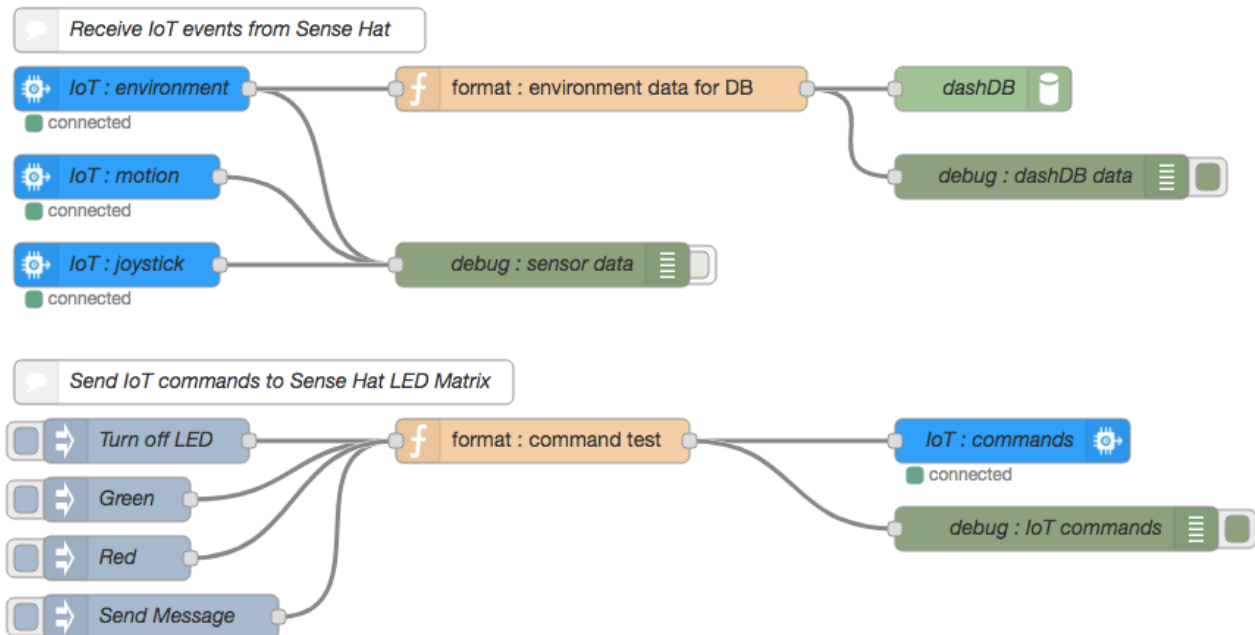 Receive IoT events from Sense Hat
IoT : environment
format : environment data for DB
dashDB
connected
IoT : motion
debug : dashDB data
connected
IoT : joystick
debug : sensor data
connected
Send IoT commands to Sense Hat LED Matrix
Turn off LED
format : command test
IoT : commands
connected
Green
debug : IoT commands
Red
Send Message